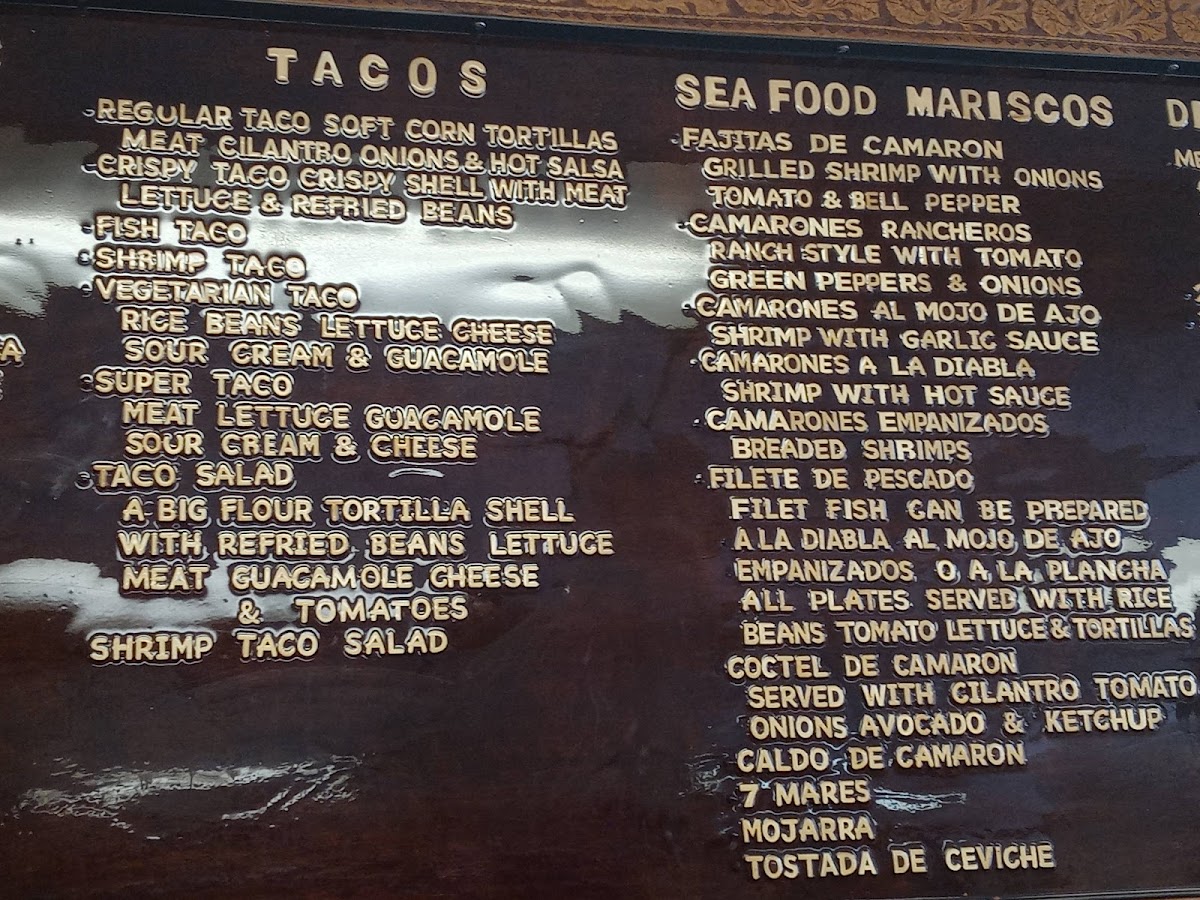 TACOS
REGULAR TACO SOFT CORN TORTILLAS
MEAT CILANTRO ONIONS & HOT SALSA
CRISPY TACO CRISPY SHELL WITH MEAT
LETTUCE & REFRIED BEANS
FISH TACO
SHRIMP TACO
VEGETARIAN TACO
RICE BEANS LETTUCE CHEESE
SOUR CREAM & GUACAMOLE
SUPER TACO
MEAT LETTUCE GUACAMOLE
SOUR CREAM & CHEESE
TACO SALAD
A BIG FLOUR TORTILLA SHELL
WITH REFRIED BEANS LETTUCE
MEAT GUACAMOLE CHEESE
& TOMATOES
SHRIMP TACO SALAD
SEA FOOD MARISCOS
FAJITAS DE CAMARON
GRILLED SHRIMP WITH ONIONS
TOMATO & BELL PEPPER
CAMARONES RANCHEROS
RANCH STYLE WITH TOMATO
GREEN PEPPERS & ONIONS
CAMARONES AL MOJO DE AJO
SHRIMP WITH GARLIC SAUCE
CAMARONES A LA DIABLA
SHRIMP WITH HOT SAUCE
CAMARONES EMPANIZADOS
BREADED SHRIMPS
FILETE DE PESCADO
FILET FISH CAN BE PREPARED
A LA DIABLA AL MOJO DE AJO
EMPANIZADOS O A LA PLANCHA
ALL PLATES SERVED WITH RICE
BEANS TOMATO LETTUCE & TORTILLAS
COCTEL DE CAMARON
SERVED WITH CILANTRO TOMATO
ONIONS AVOCADO & KETCHUP
CALDO DE CAMARON
7 MARES
MOJARRA
TOSTADA DE CEVICHE